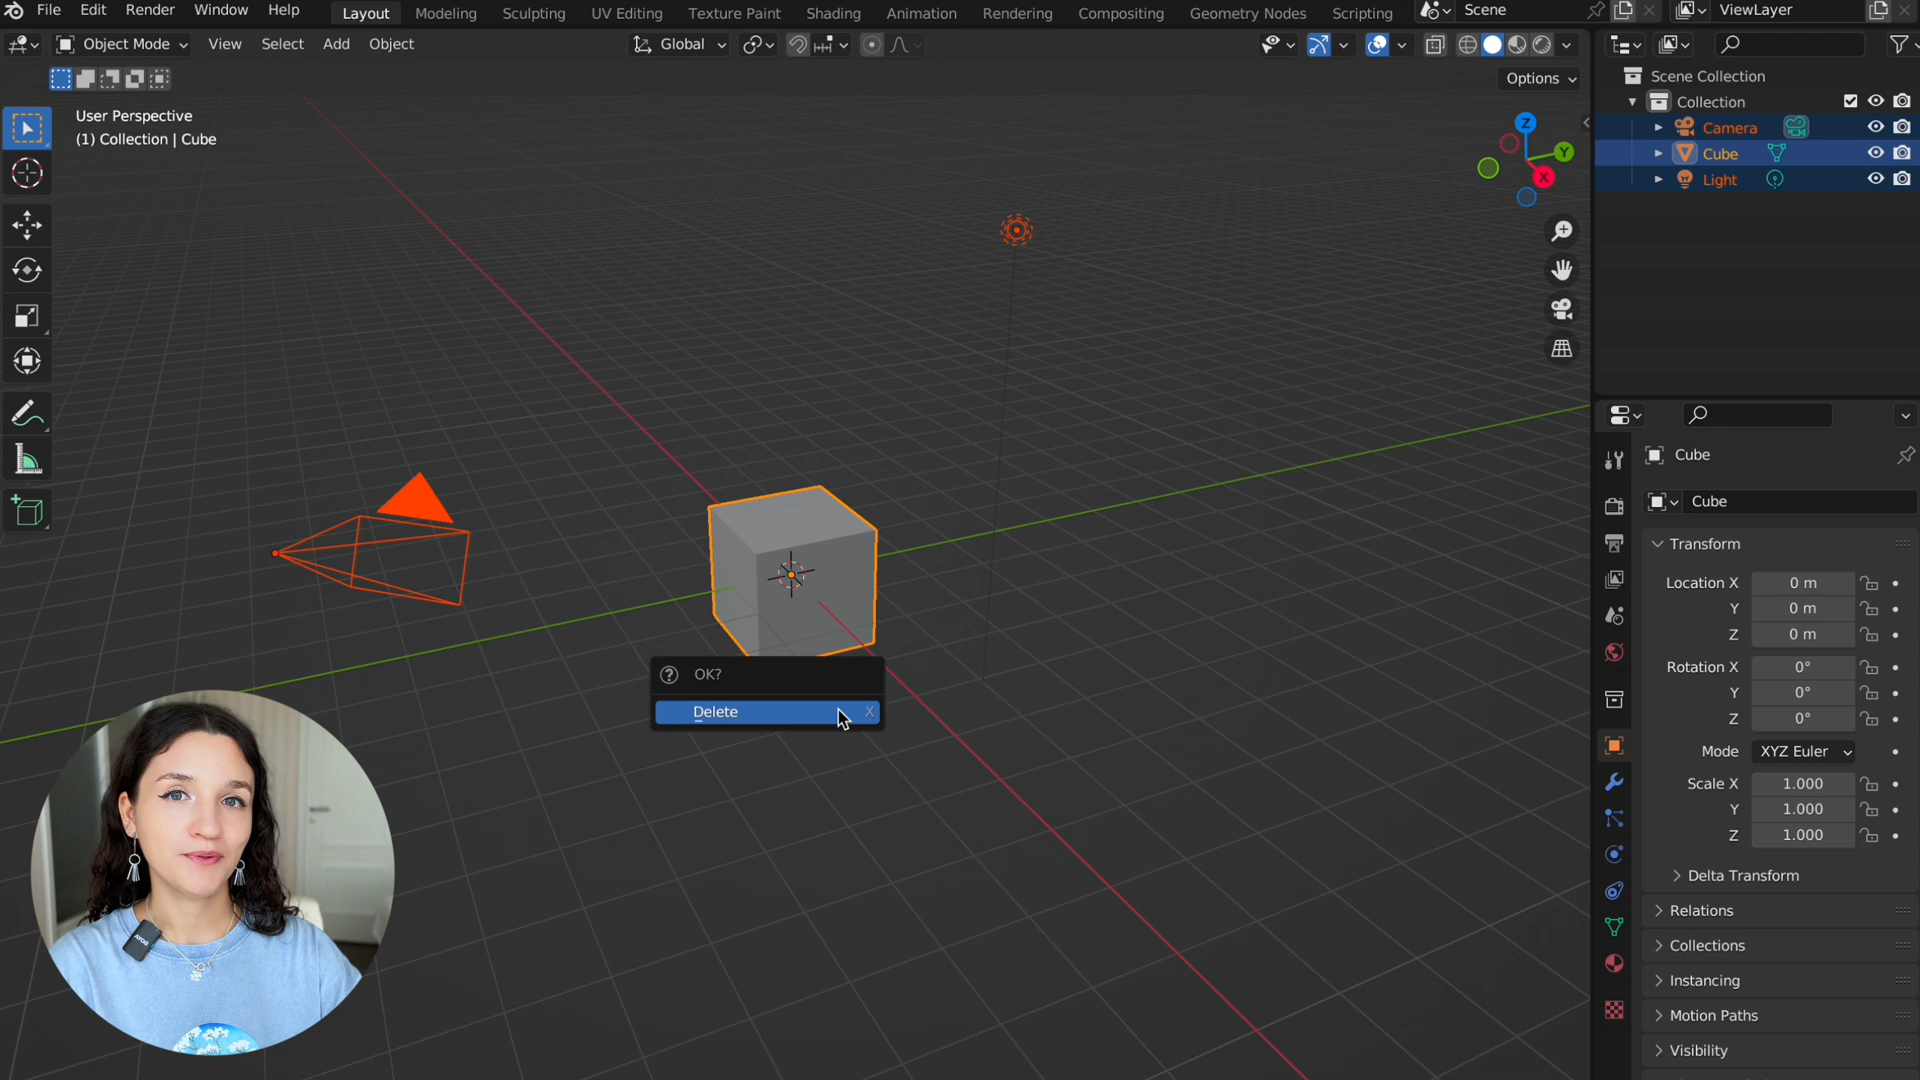 File Edit Render Window Help Layout Modeling Sculpting UV Editing Texture Paint Shading Animation Rendering Compositing Geometry Nodes Scripting Scene ViewLayer
Object Mode View Select Add Object Global
Options
User Perspective
(1) Collection | Cube
Z
Y
X
OK?
Delete X
BOYA
Scene Collection
Collection
Camera
Cube
Light
Cube
Cube
Transform
Location X 0 m
Y 0 m
Z 0 m
Rotation X 0°
Y 0°
Z 0°
Mode XYZ Euler
Scale X 1.000
Y 1.000
Z 1.000
Delta Transform
Relations
Collections
Instancing
Motion Paths
Visibility